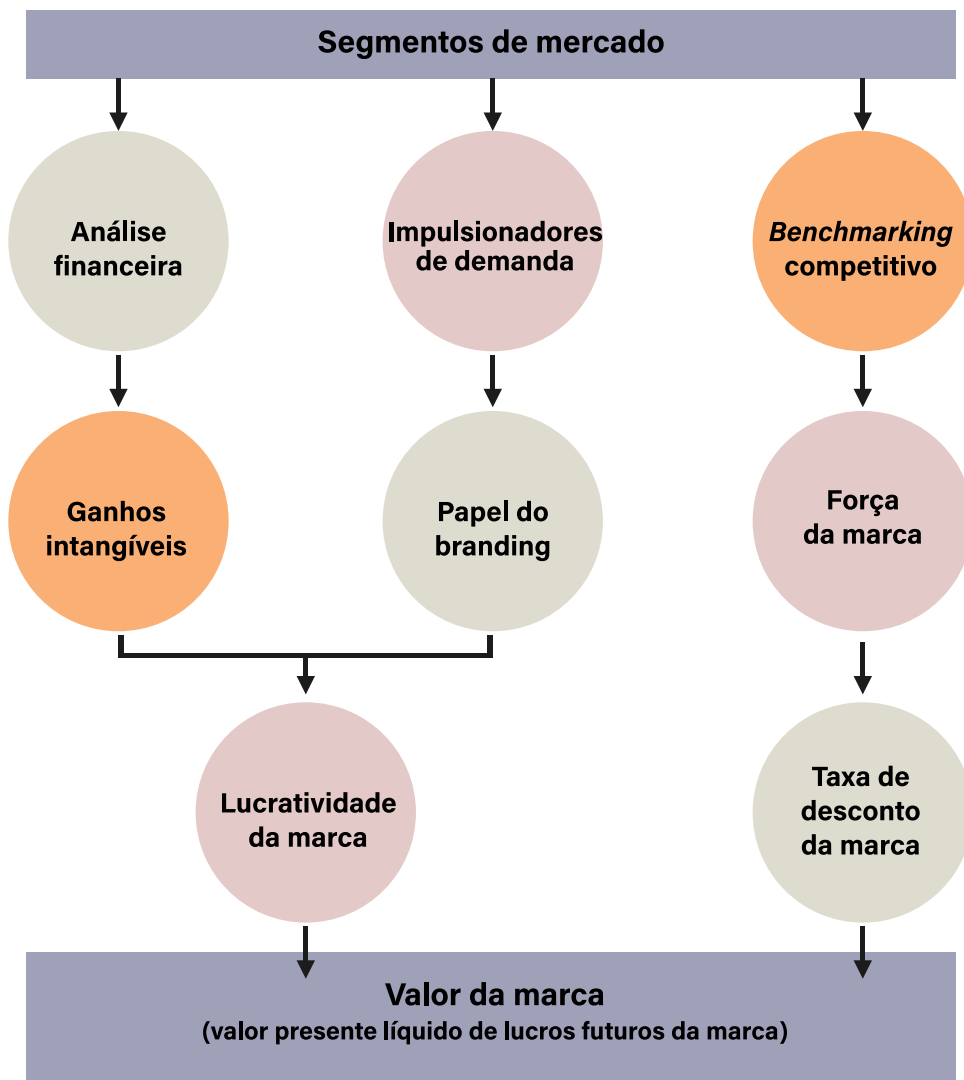 Segmentos de mercado
Análise
financeira
Impulsionadores
de demanda
Benchmarking
competitivo
Ganhos
intangíveis
Papel do
branding
Força
da marca
Lucratividade
da marca
Taxa de
desconto
da marca
Valor da marca
(valor presente líquido de lucros futuros da marca)